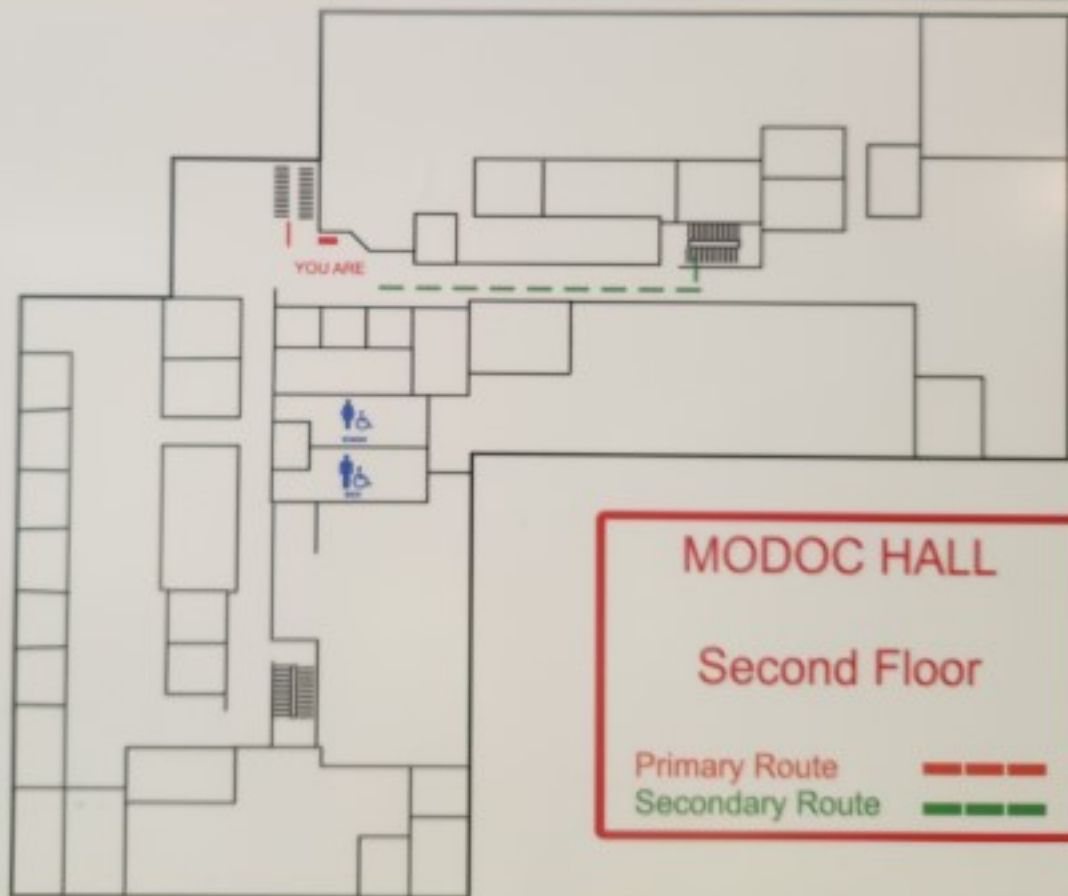 YOU ARE
MODOC HALL
Second Floor
Primary Route
Secondary Route